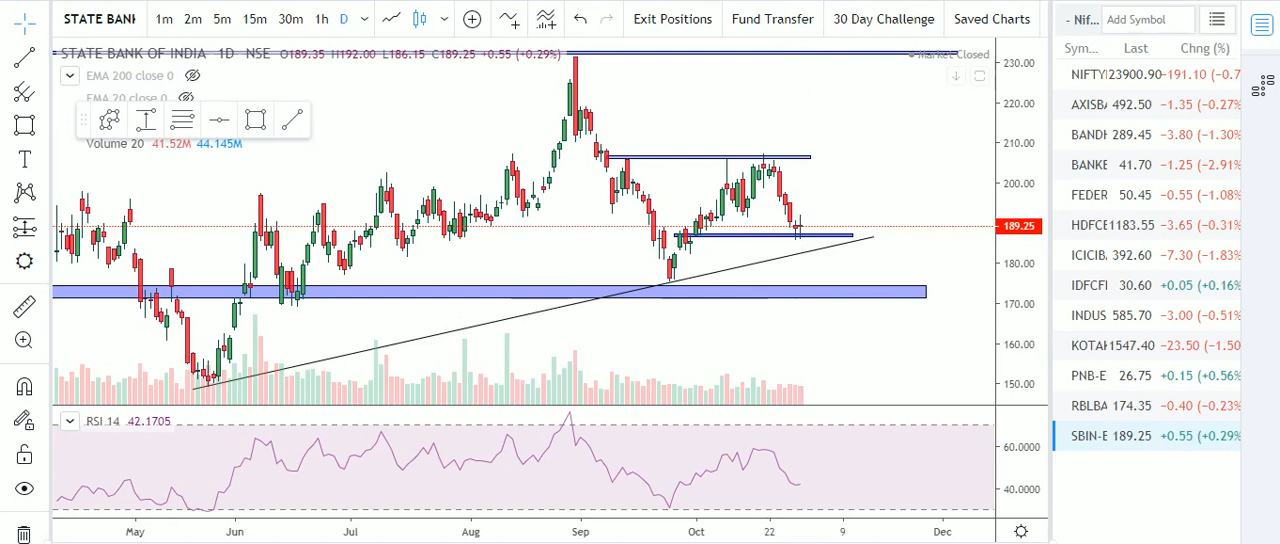 STATE BANK 1m 2m 5m 15m 30m 1h D Exit Positions Fund Transfer 30 Day Challenge Saved Charts - Nif... Add Symbol
Sym... Last Chng (%)
STATE BANK OF INDIA 1D NSE O189.35 H192.00 L186.15 C189.25 +0.55 (+0.29%) Market Closed
EMA 200 close 0
EMA 20 close 0
Volume 20 41.52M 44.145M
230.00
220.00
210.00
200.00
189.25
180.00
170.00
160.00
150.00
RSI 14 42.1705
60.0000
40.0000
May Jun Jul Aug Sep Oct 22 9 Dec
NIFTY 23900.90 −191.10 (−0.7
AXISB 492.50 −1.35 (−0.27%
BANDH 289.45 −3.80 (−1.30%
BANKE 41.70 −1.25 (−2.91%
FEDER 50.45 −0.55 (−1.08%
HDFCE 1183.55 −3.65 (−0.31%
ICICIB 392.60 −7.30 (−1.83%
IDFCFI 30.60 +0.05 (+0.16%
INDUS 585.70 −3.00 (−0.51%
KOTAK 1547.40 −23.50 (−1.50
PNB-E 26.75 +0.15 (+0.56%
RBLBA 174.35 −0.40 (−0.23%
SBIN-E 189.25 +0.55 (+0.29%